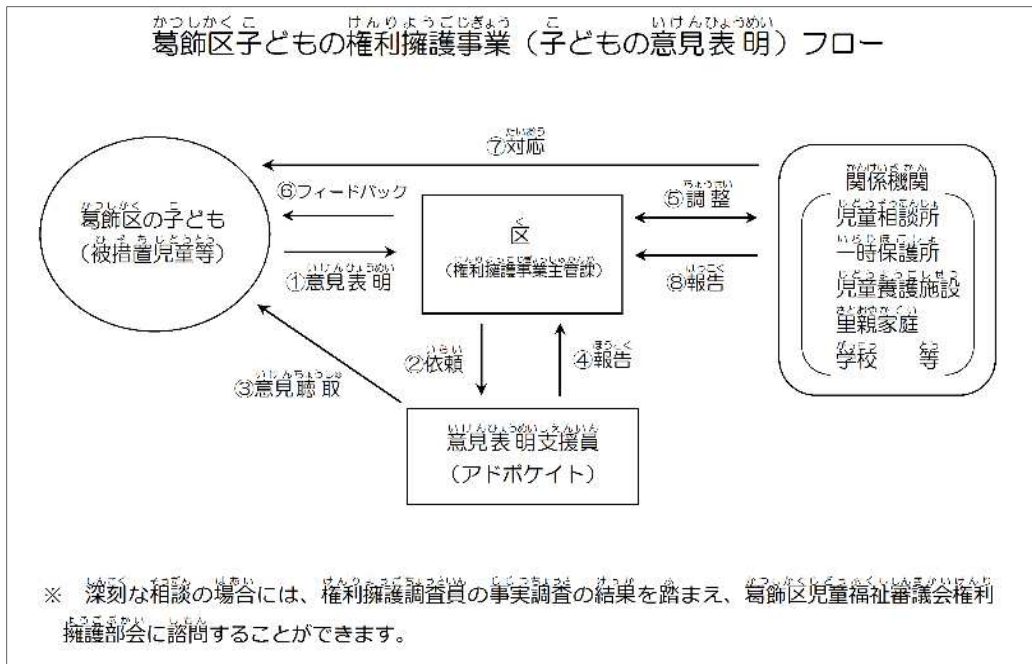 葛飾区子どもの権利擁護事業（子どもの意見表明）フロー
⑦対応
⑥フィードバック
葛飾区の子ども
（被措置児童等）
①意見表明
区
（権利擁護事業主管課）
⑤調整
⑧報告
関係機関
児童相談所
一時保護所
児童養護施設
里親家庭
学校　等
②依頼
④報告
③意見聴取
意見表明支援員
（アドボケイト）
※　深刻な相談の場合には、権利擁護調査員の事実調査の結果を踏まえ、葛飾区児童福祉審議会権利
擁護部会に諮問することができます。